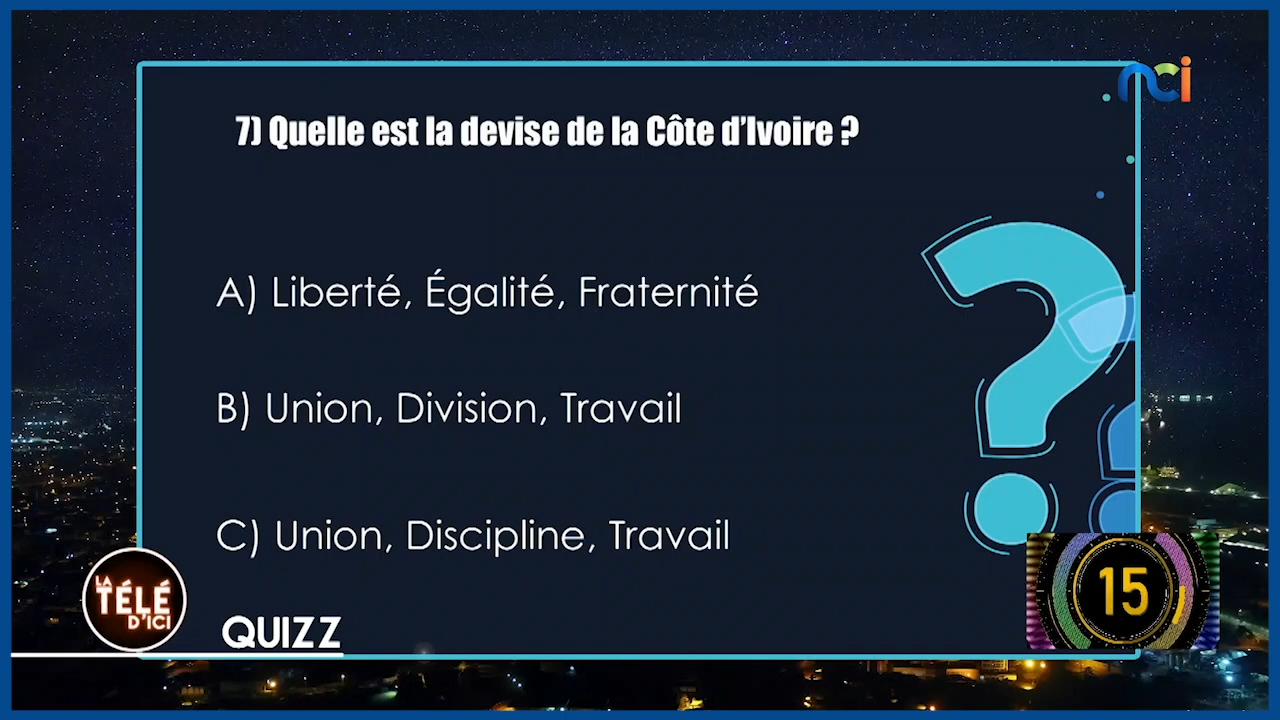 nci
7) Quelle est la devise de la Côte d'Ivoire ?
A) Liberté, Égalité, Fraternité
B) Union, Division, Travail
C) Union, Discipline, Travail
15
LA
TÉLÉ
D'ICI
QUIZZ